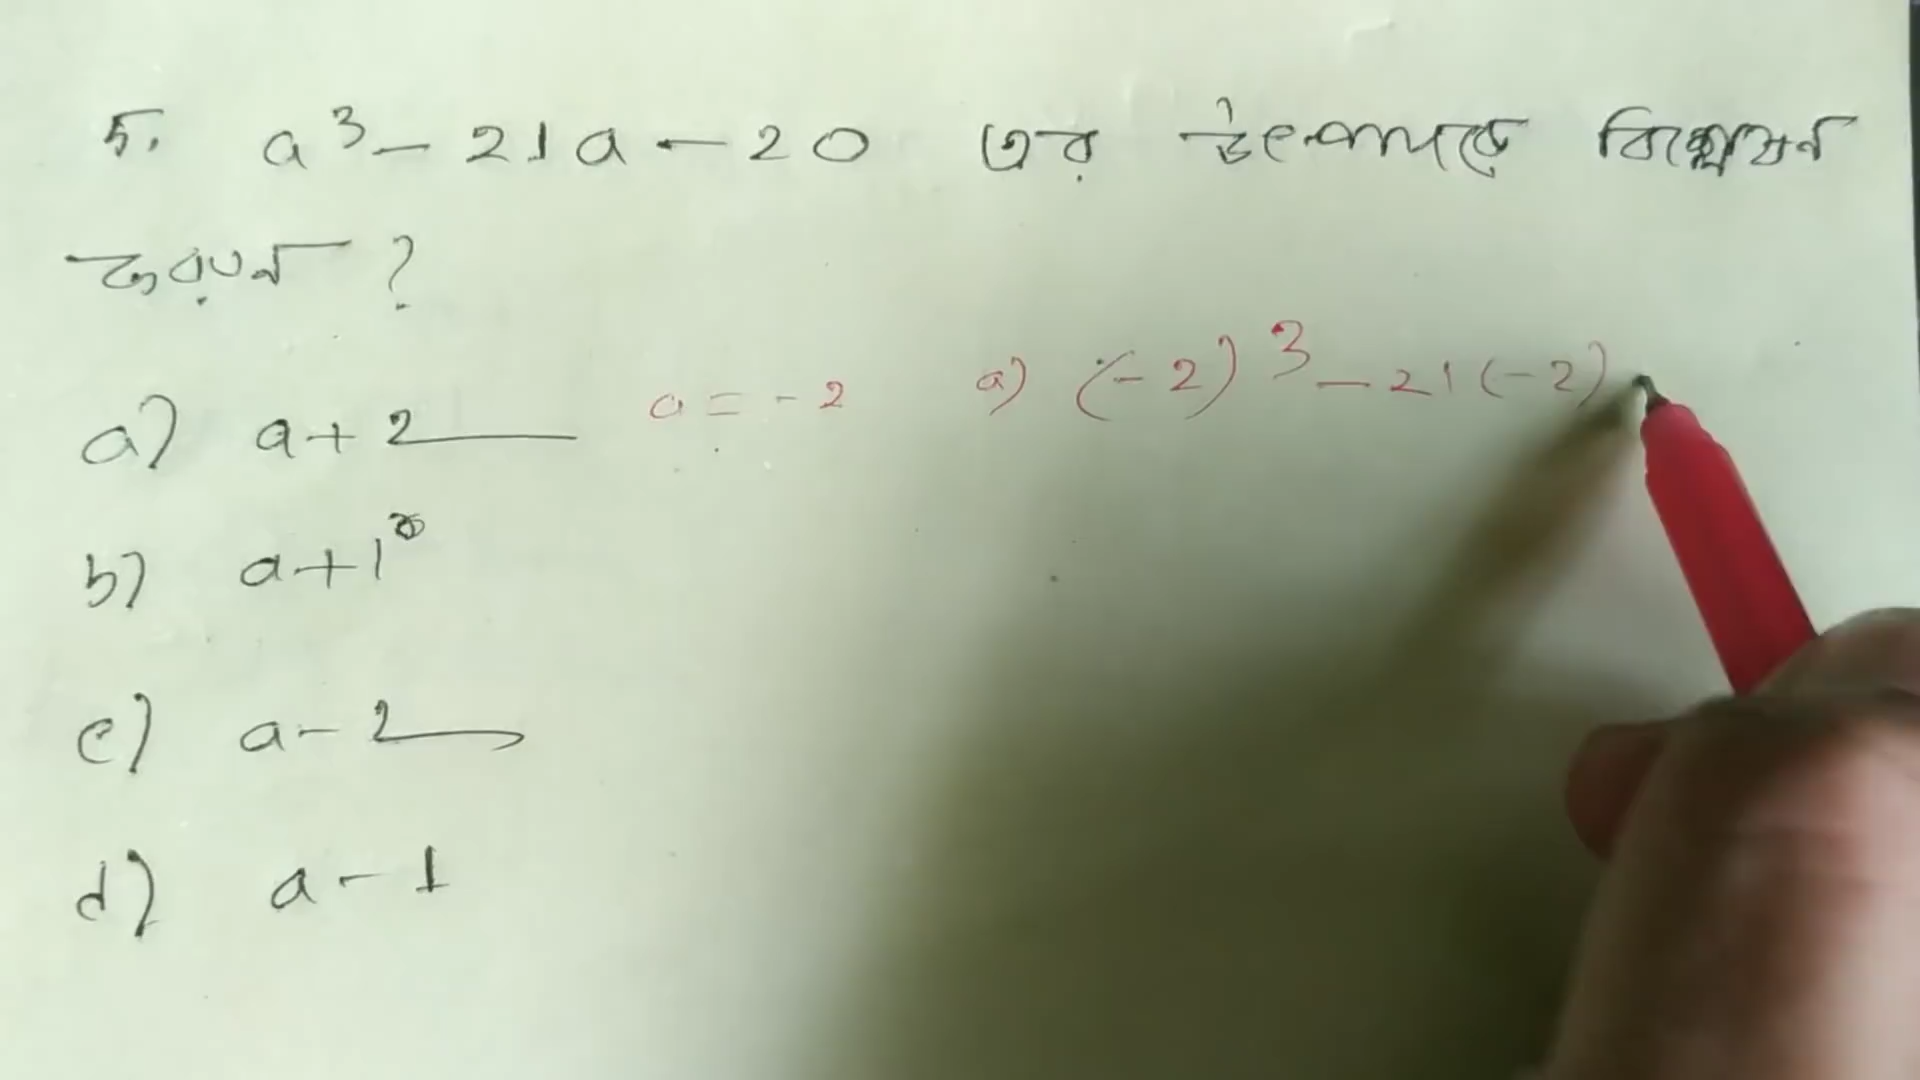 5. a³ - 21a - 20 এর উৎপাদকে বিশ্লেষণ
করুন ?
a) a + 2
a = - 2
a) (- 2)³ - 21 (- 2)
b) a + 1
c) a - 2
d) a - 1